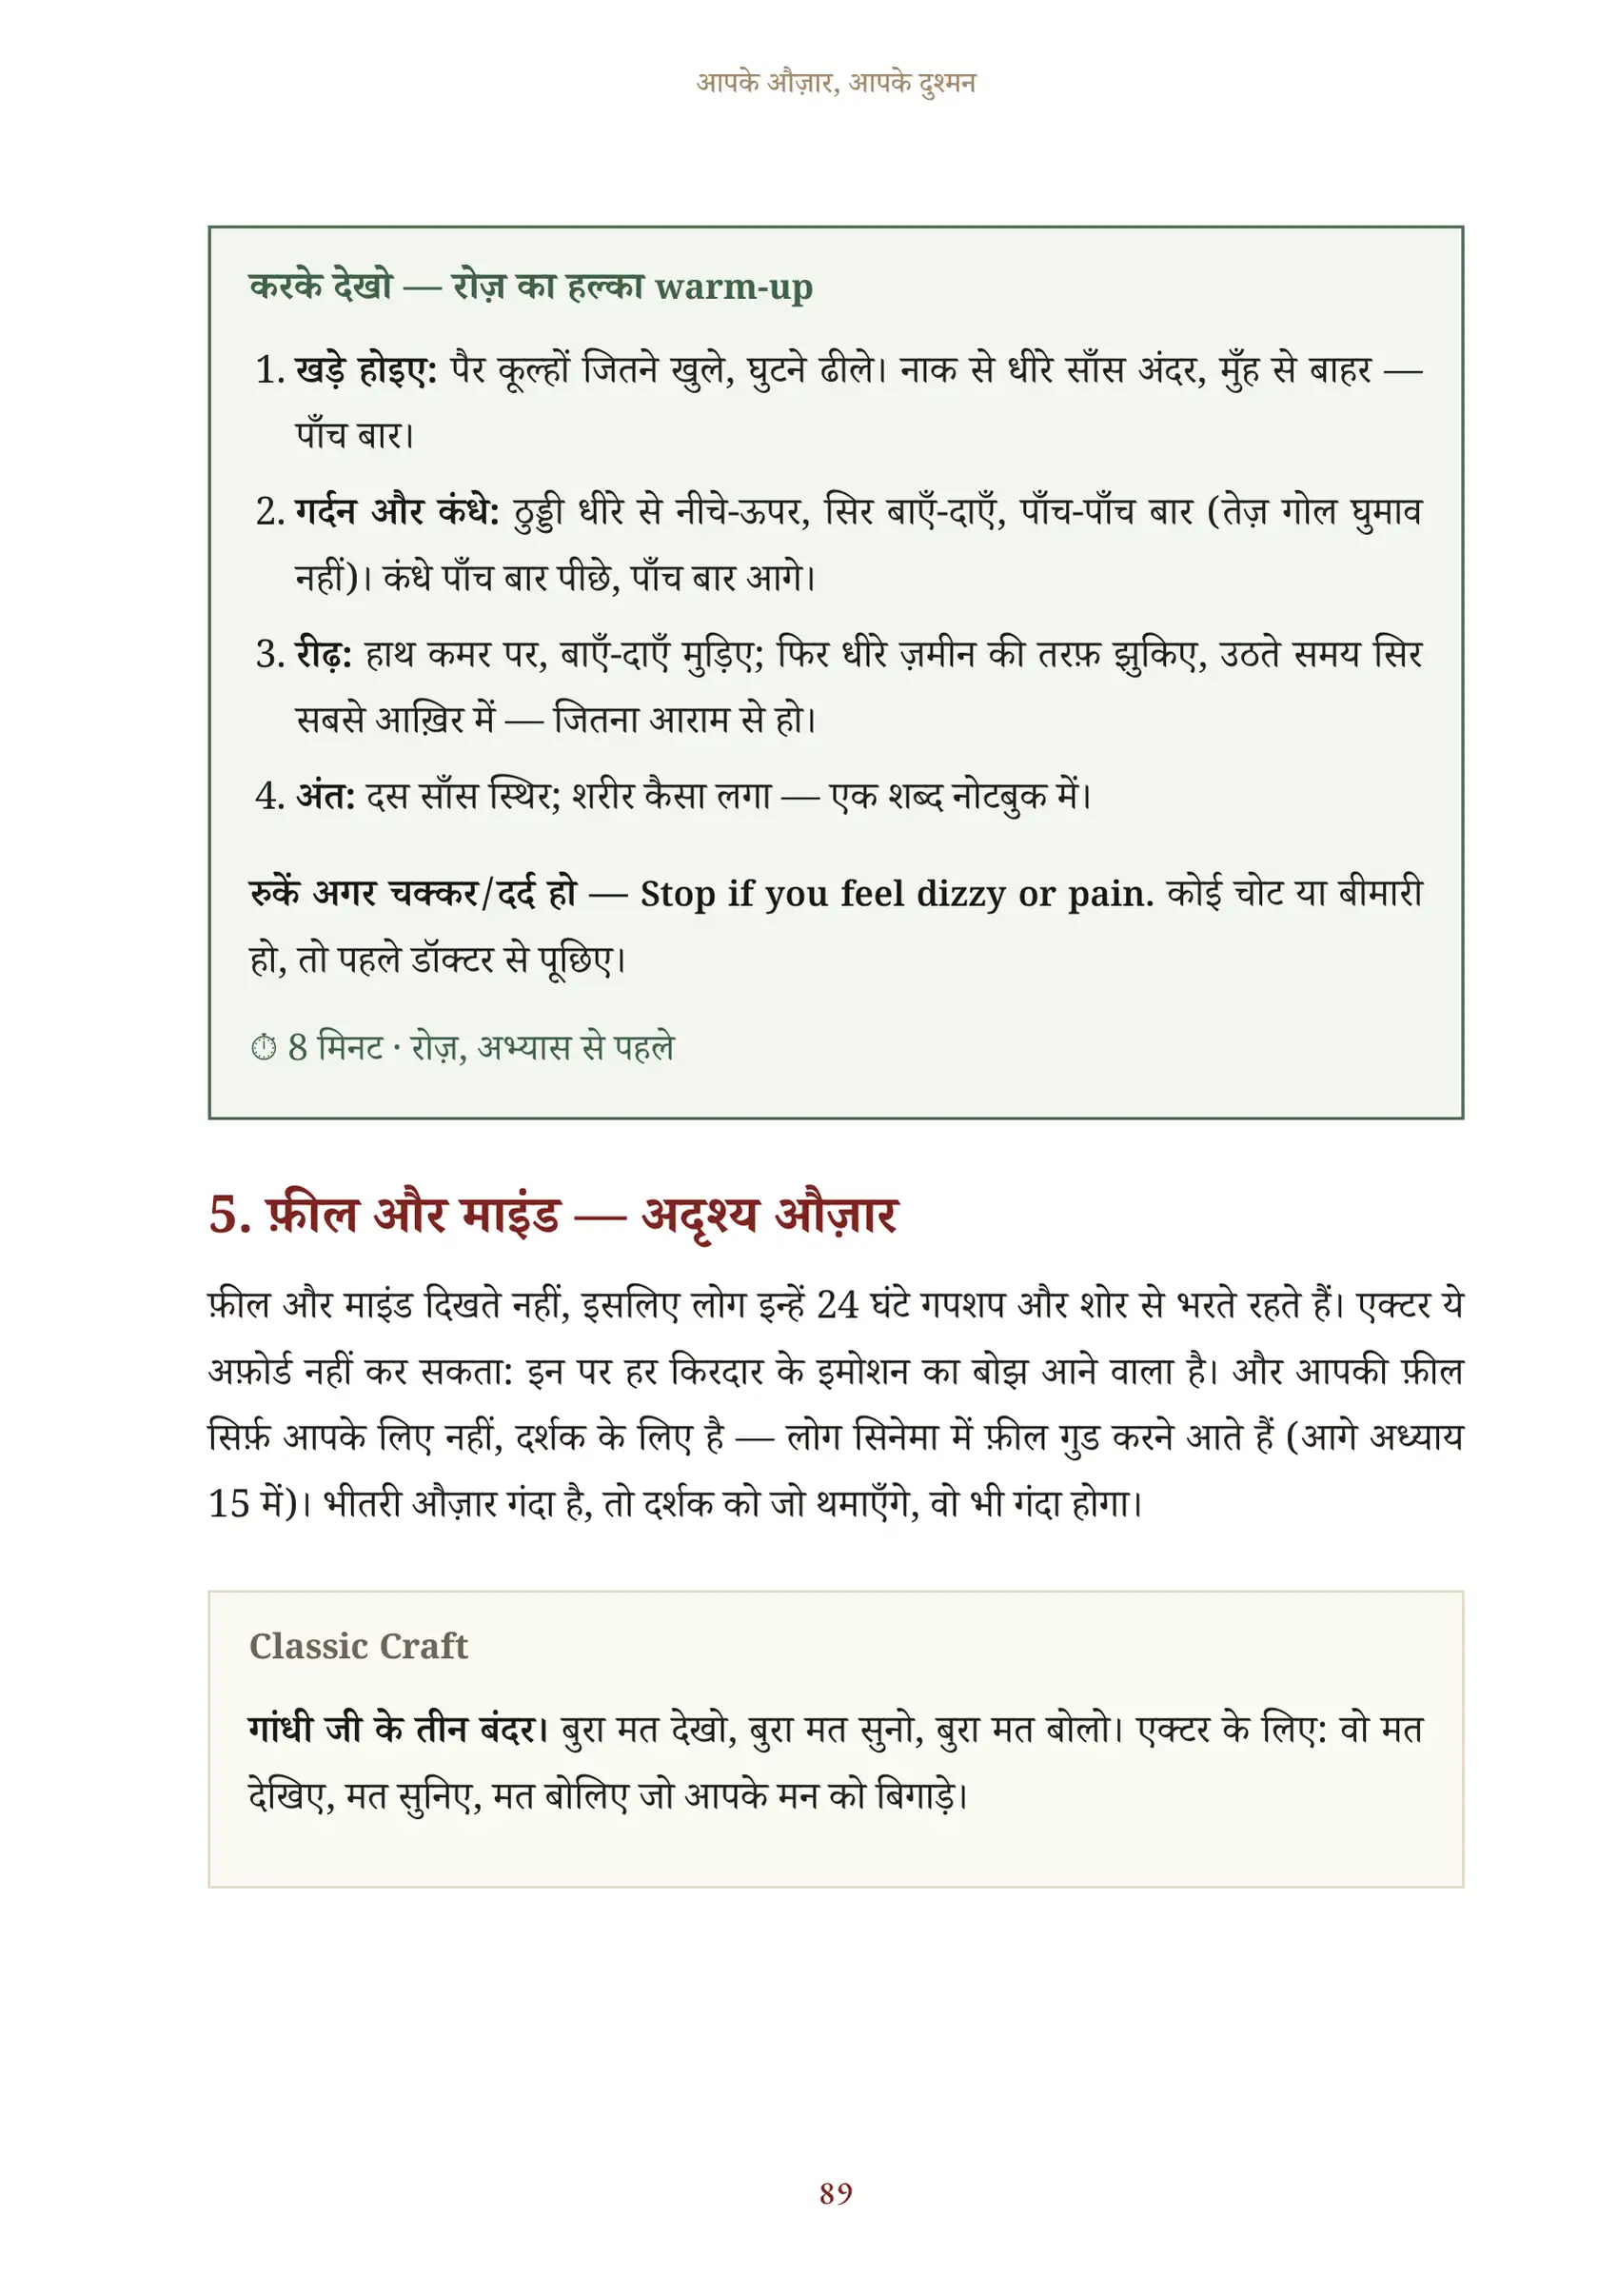 आपके औज़ार, आपके दुश्मन
करके देखो — रोज़ का हल्का warm-up
1. खड़े होइए: पैर कूल्हों जितने खुले, घुटने ढीले। नाक से धीरे साँस अंदर, मुँह से बाहर —
पाँच बार।
2. गर्दन और कंधे: ठुड्डी धीरे से नीचे-ऊपर, सिर बाएँ-दाएँ, पाँच-पाँच बार (तेज़ गोल घुमाव
नहीं)। कंधे पाँच बार पीछे, पाँच बार आगे।
3. रीढ़: हाथ कमर पर, बाएँ-दाएँ मुड़िए; फिर धीरे ज़मीन की तरफ़ झुकिए, उठते समय सिर
सबसे आख़िर में — जितना आराम से हो।
4. अंत: दस साँस स्थिर; शरीर कैसा लगा — एक शब्द नोटबुक में।
रुकें अगर चक्कर/दर्द हो — Stop if you feel dizzy or pain. कोई चोट या बीमारी
हो, तो पहले डॉक्टर से पूछिए।
⏱ 8 मिनट · रोज़, अभ्यास से पहले
5. फ़ील और माइंड — अदृश्य औज़ार
फ़ील और माइंड दिखते नहीं, इसलिए लोग इन्हें 24 घंटे गपशप और शोर से भरते रहते हैं। एक्टर ये
अफ़ोर्ड नहीं कर सकता: इन पर हर किरदार के इमोशन का बोझ आने वाला है। और आपकी फ़ील
सिर्फ़ आपके लिए नहीं, दर्शक के लिए है — लोग सिनेमा में फ़ील गुड करने आते हैं (आगे अध्याय
15 में)। भीतरी औज़ार गंदा है, तो दर्शक को जो थमाएँगे, वो भी गंदा होगा।
Classic Craft
गांधी जी के तीन बंदर। बुरा मत देखो, बुरा मत सुनो, बुरा मत बोलो। एक्टर के लिए: वो मत
देखिए, मत सुनिए, मत बोलिए जो आपके मन को बिगाड़े।
89